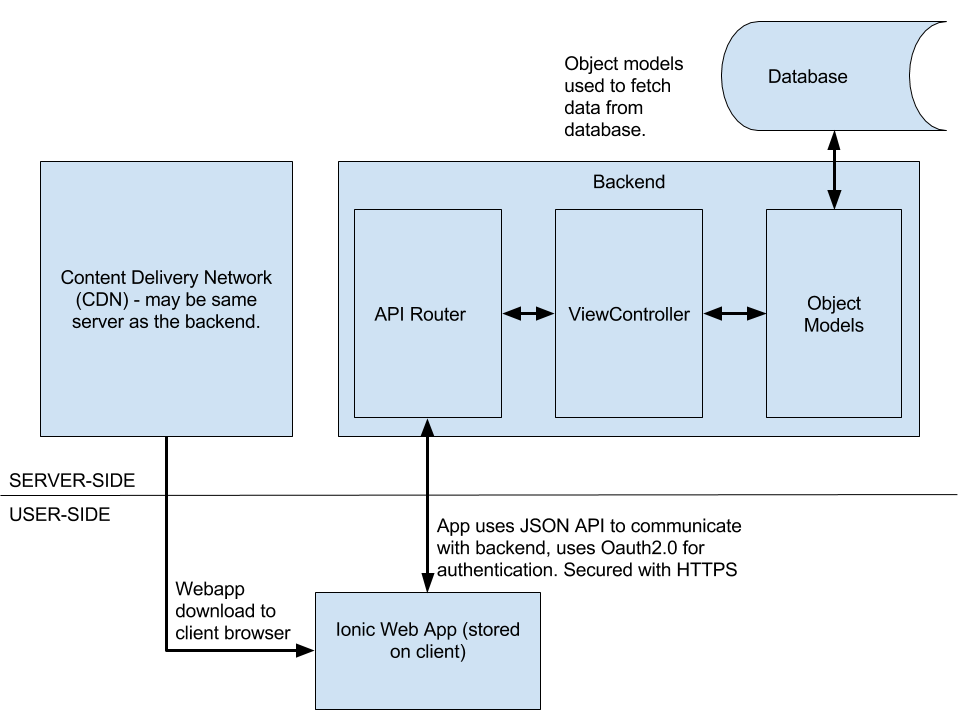 Object models
used to fetch
data from
database.
Database
Backend
Content Delivery Network
(CDN) - may be same
server as the backend.
API Router
ViewController
Object
Models
SERVER-SIDE
USER-SIDE
App uses JSON API to communicate
with backend, uses Oauth2.0 for
authentication. Secured with HTTPS
Webapp
download to
client browser
Ionic Web App (stored
on client)